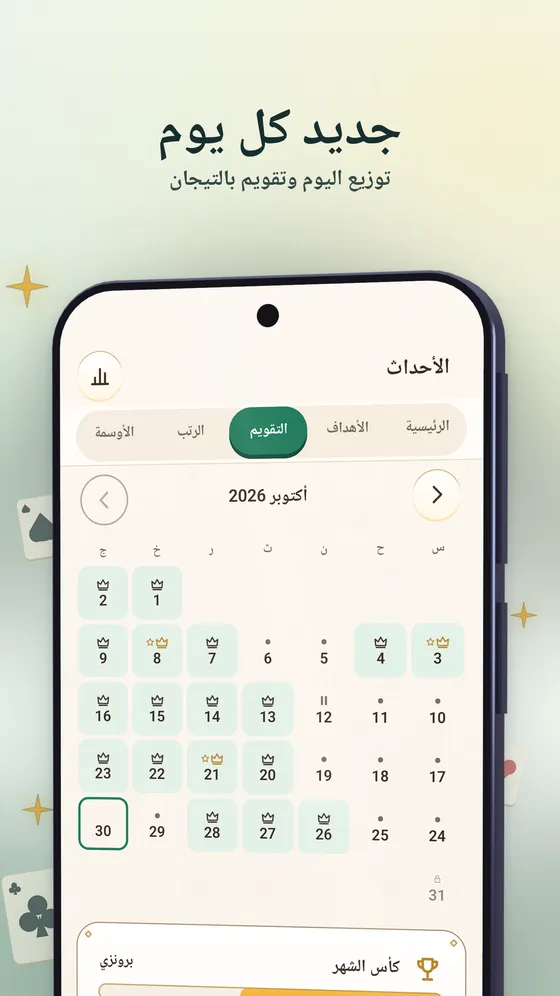 جديد كل يوم
توزيع اليوم وتقويم بالتيجان
الأحداث
الرئيسية الأهداف التقويم الرتب الأوسمة
أكتوبر 2026
س ح ن ث ر خ ج
1 2
3 4 5 6 7 8 9
10 11 12 13 14 15 16
17 18 19 20 21 22 23
24 25 26 27 28 29 30
31
كأس الشهر برونزي